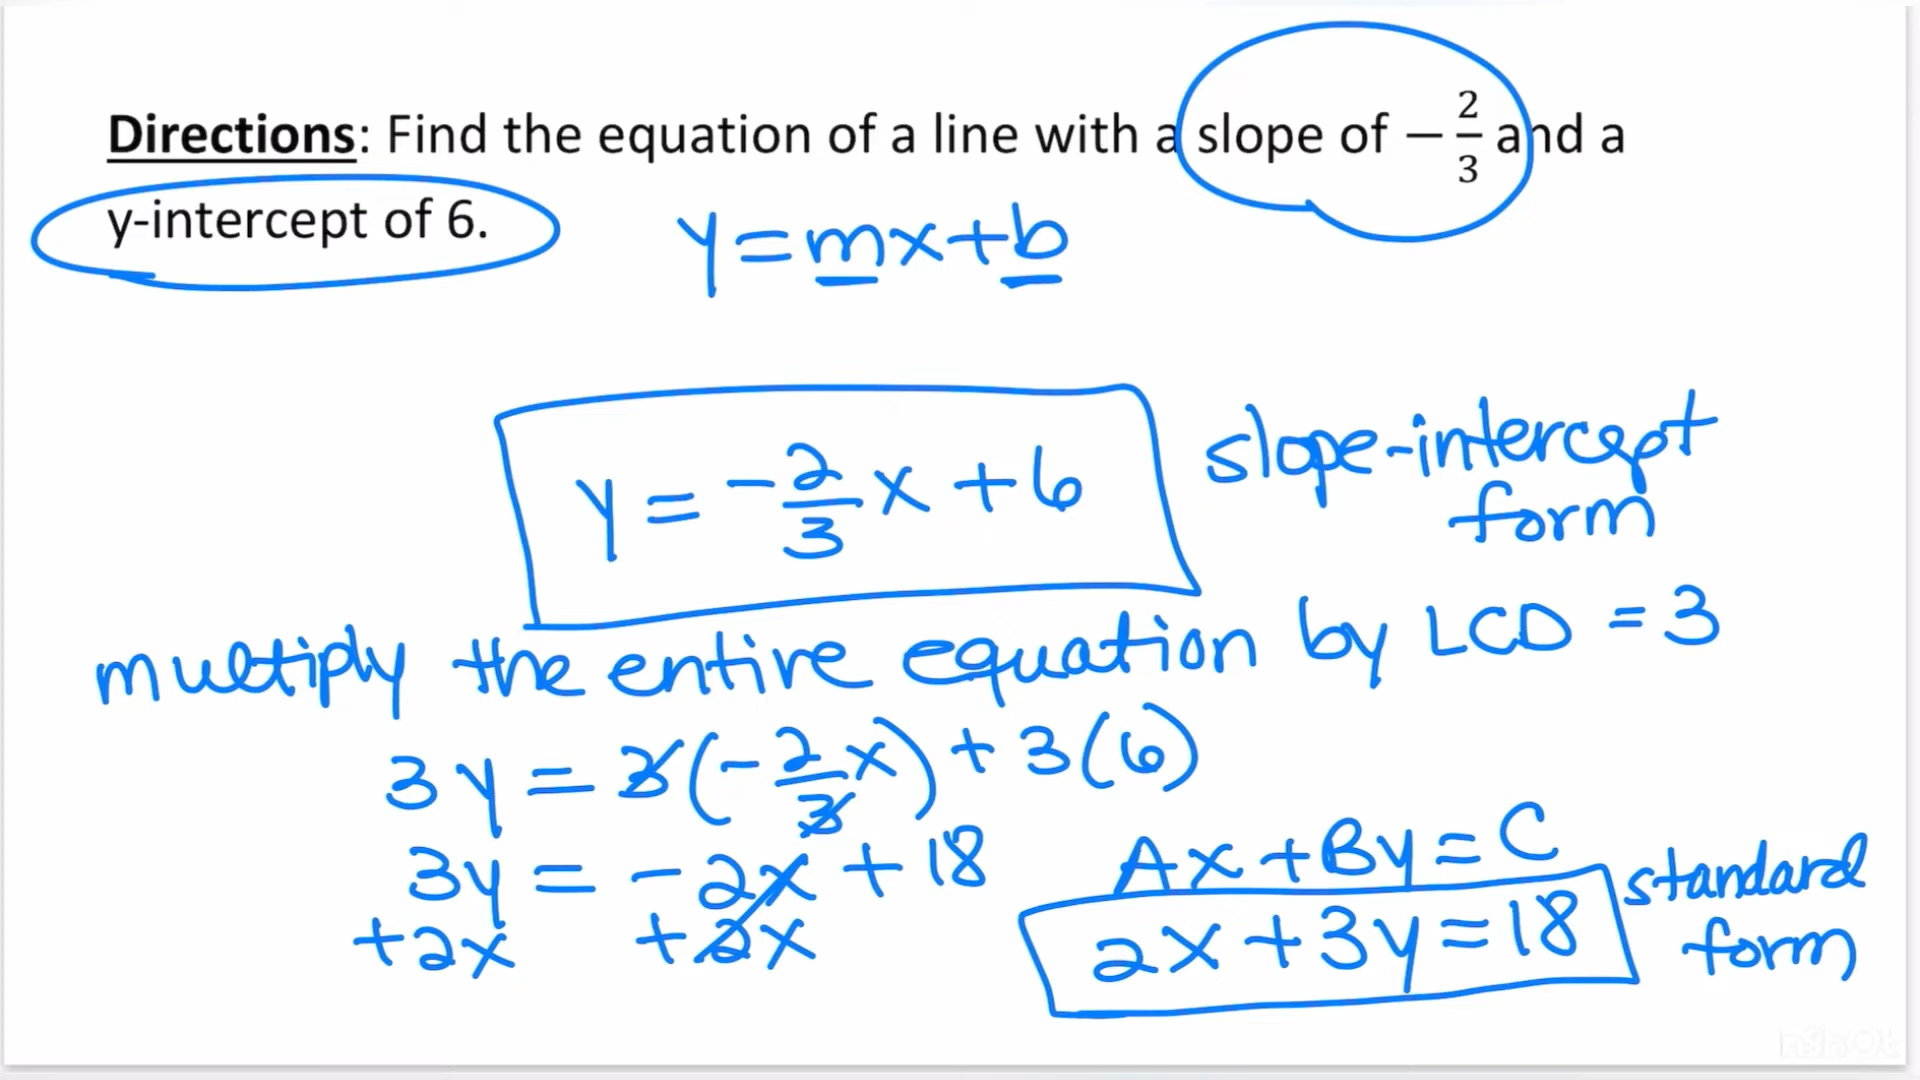 Directions: Find the equation of a line with a slope of −2/3 and a
y-intercept of 6.
y=mx+b
y = -2/3x +6
slope-intercept
form
multiply the entire equation by LCD = 3
3y = 3(-2/3x) + 3(6)
3y = -2x +18
+2x +2x
Ax+By=C
2x+3y=18
standard
form